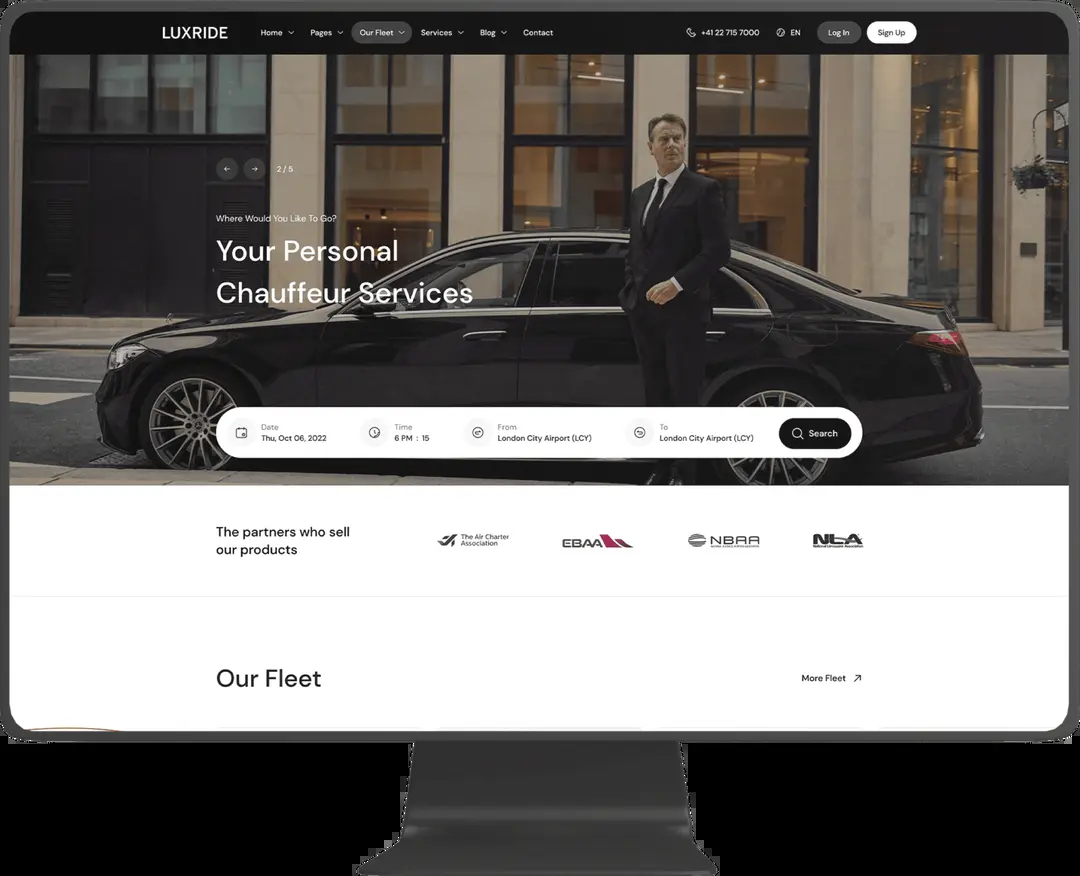 LUXRIDE Home Pages Our Fleet Services Blog Contact +41 22 715 7000 EN Log In Sign Up
2 / 5
Where Would You Like To Go?
Your Personal
Chauffeur Services
Date
Thu, Oct 06, 2022
Time
6 PM : 15
From
London City Airport (LCY)
To
London City Airport (LCY)
Search
The partners who sell
our products
The Air Charter
Association
EBAA
NBAA
NLA
National Limousine Association
Our Fleet
More Fleet